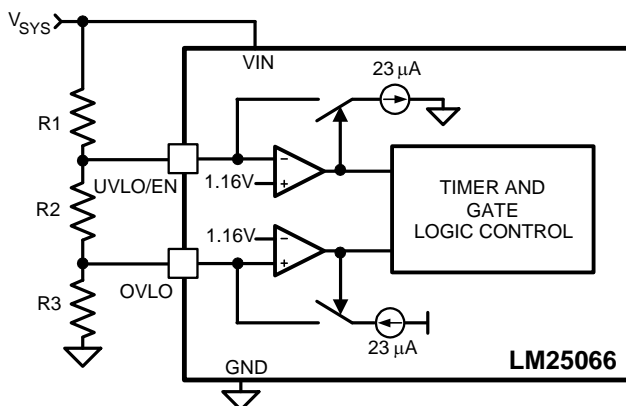 VSYS
VIN
23 µA
R1
UVLO/EN
1.16V
−
+
TIMER AND
GATE
LOGIC CONTROL
R2
1.16V
−
+
OVLO
R3
23 µA
GND
LM25066